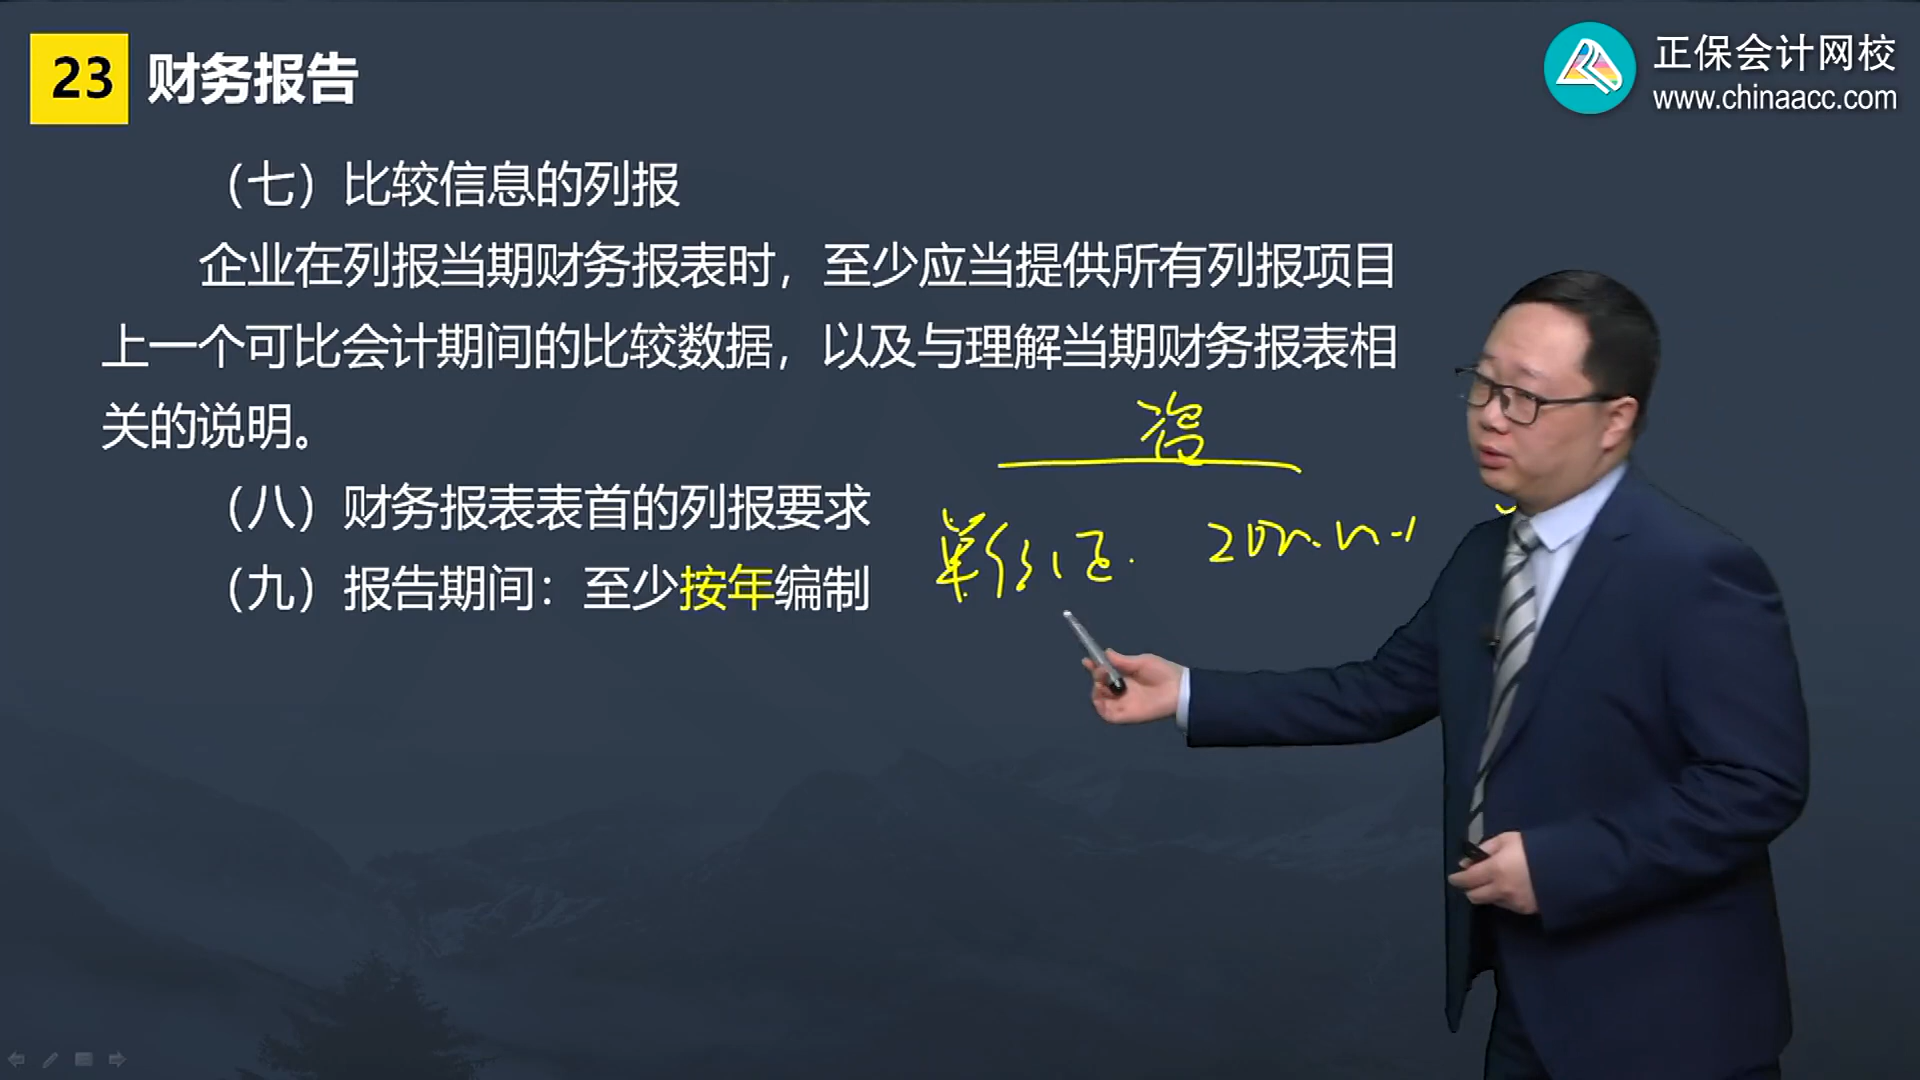 23 财务报告
正保会计网校
www.chinaacc.com
（七）比较信息的列报
企业在列报当期财务报表时，至少应当提供所有列报项目
上一个可比会计期间的比较数据，以及与理解当期财务报表相
关的说明。
（八）财务报表表首的列报要求
（九）报告期间：至少按年编制